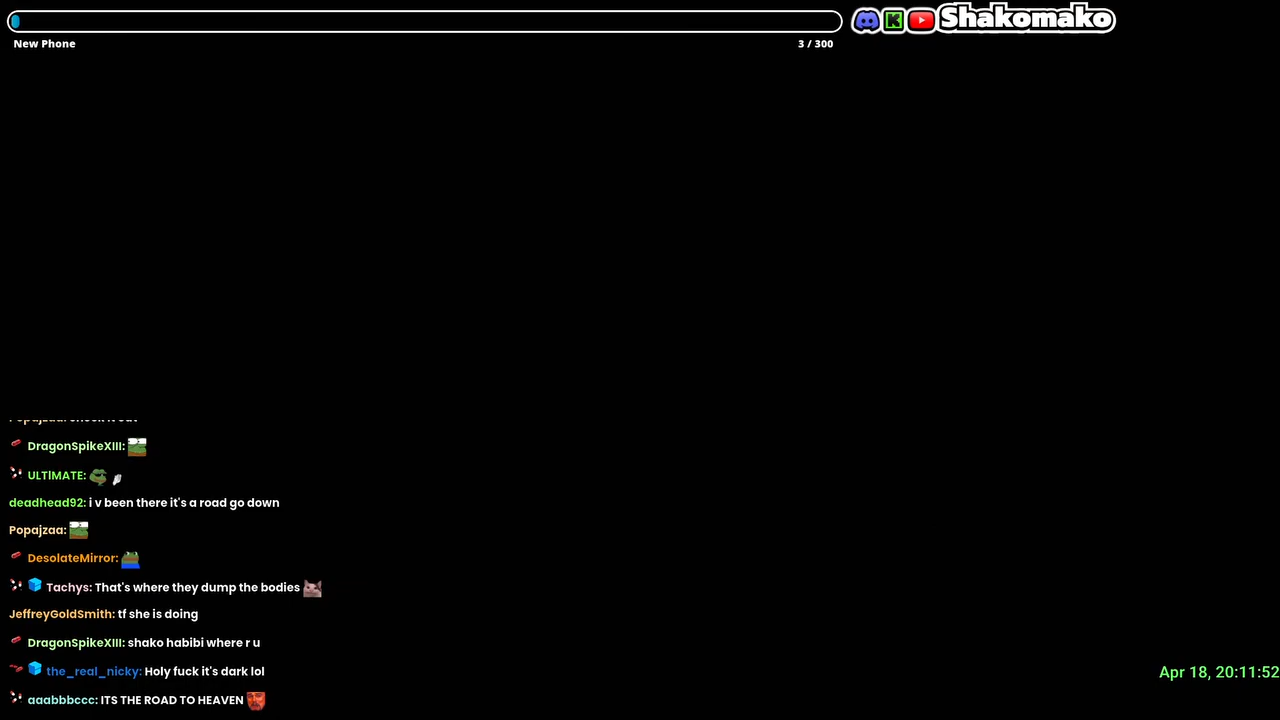 Shakomako
New Phone 3 / 300
DragonSpikeXIII:
ULTIMATE:
deadhead92: i v been there it's a road go down
Popajzaa:
DesolateMirror:
Tachys: That's where they dump the bodies
JeffreyGoldSmith: tf she is doing
DragonSpikeXIII: shako habibi where r u
the_real_nicky: Holy fuck it's dark lol
Apr 18, 20:11:52
aaabbbccc: ITS THE ROAD TO HEAVEN